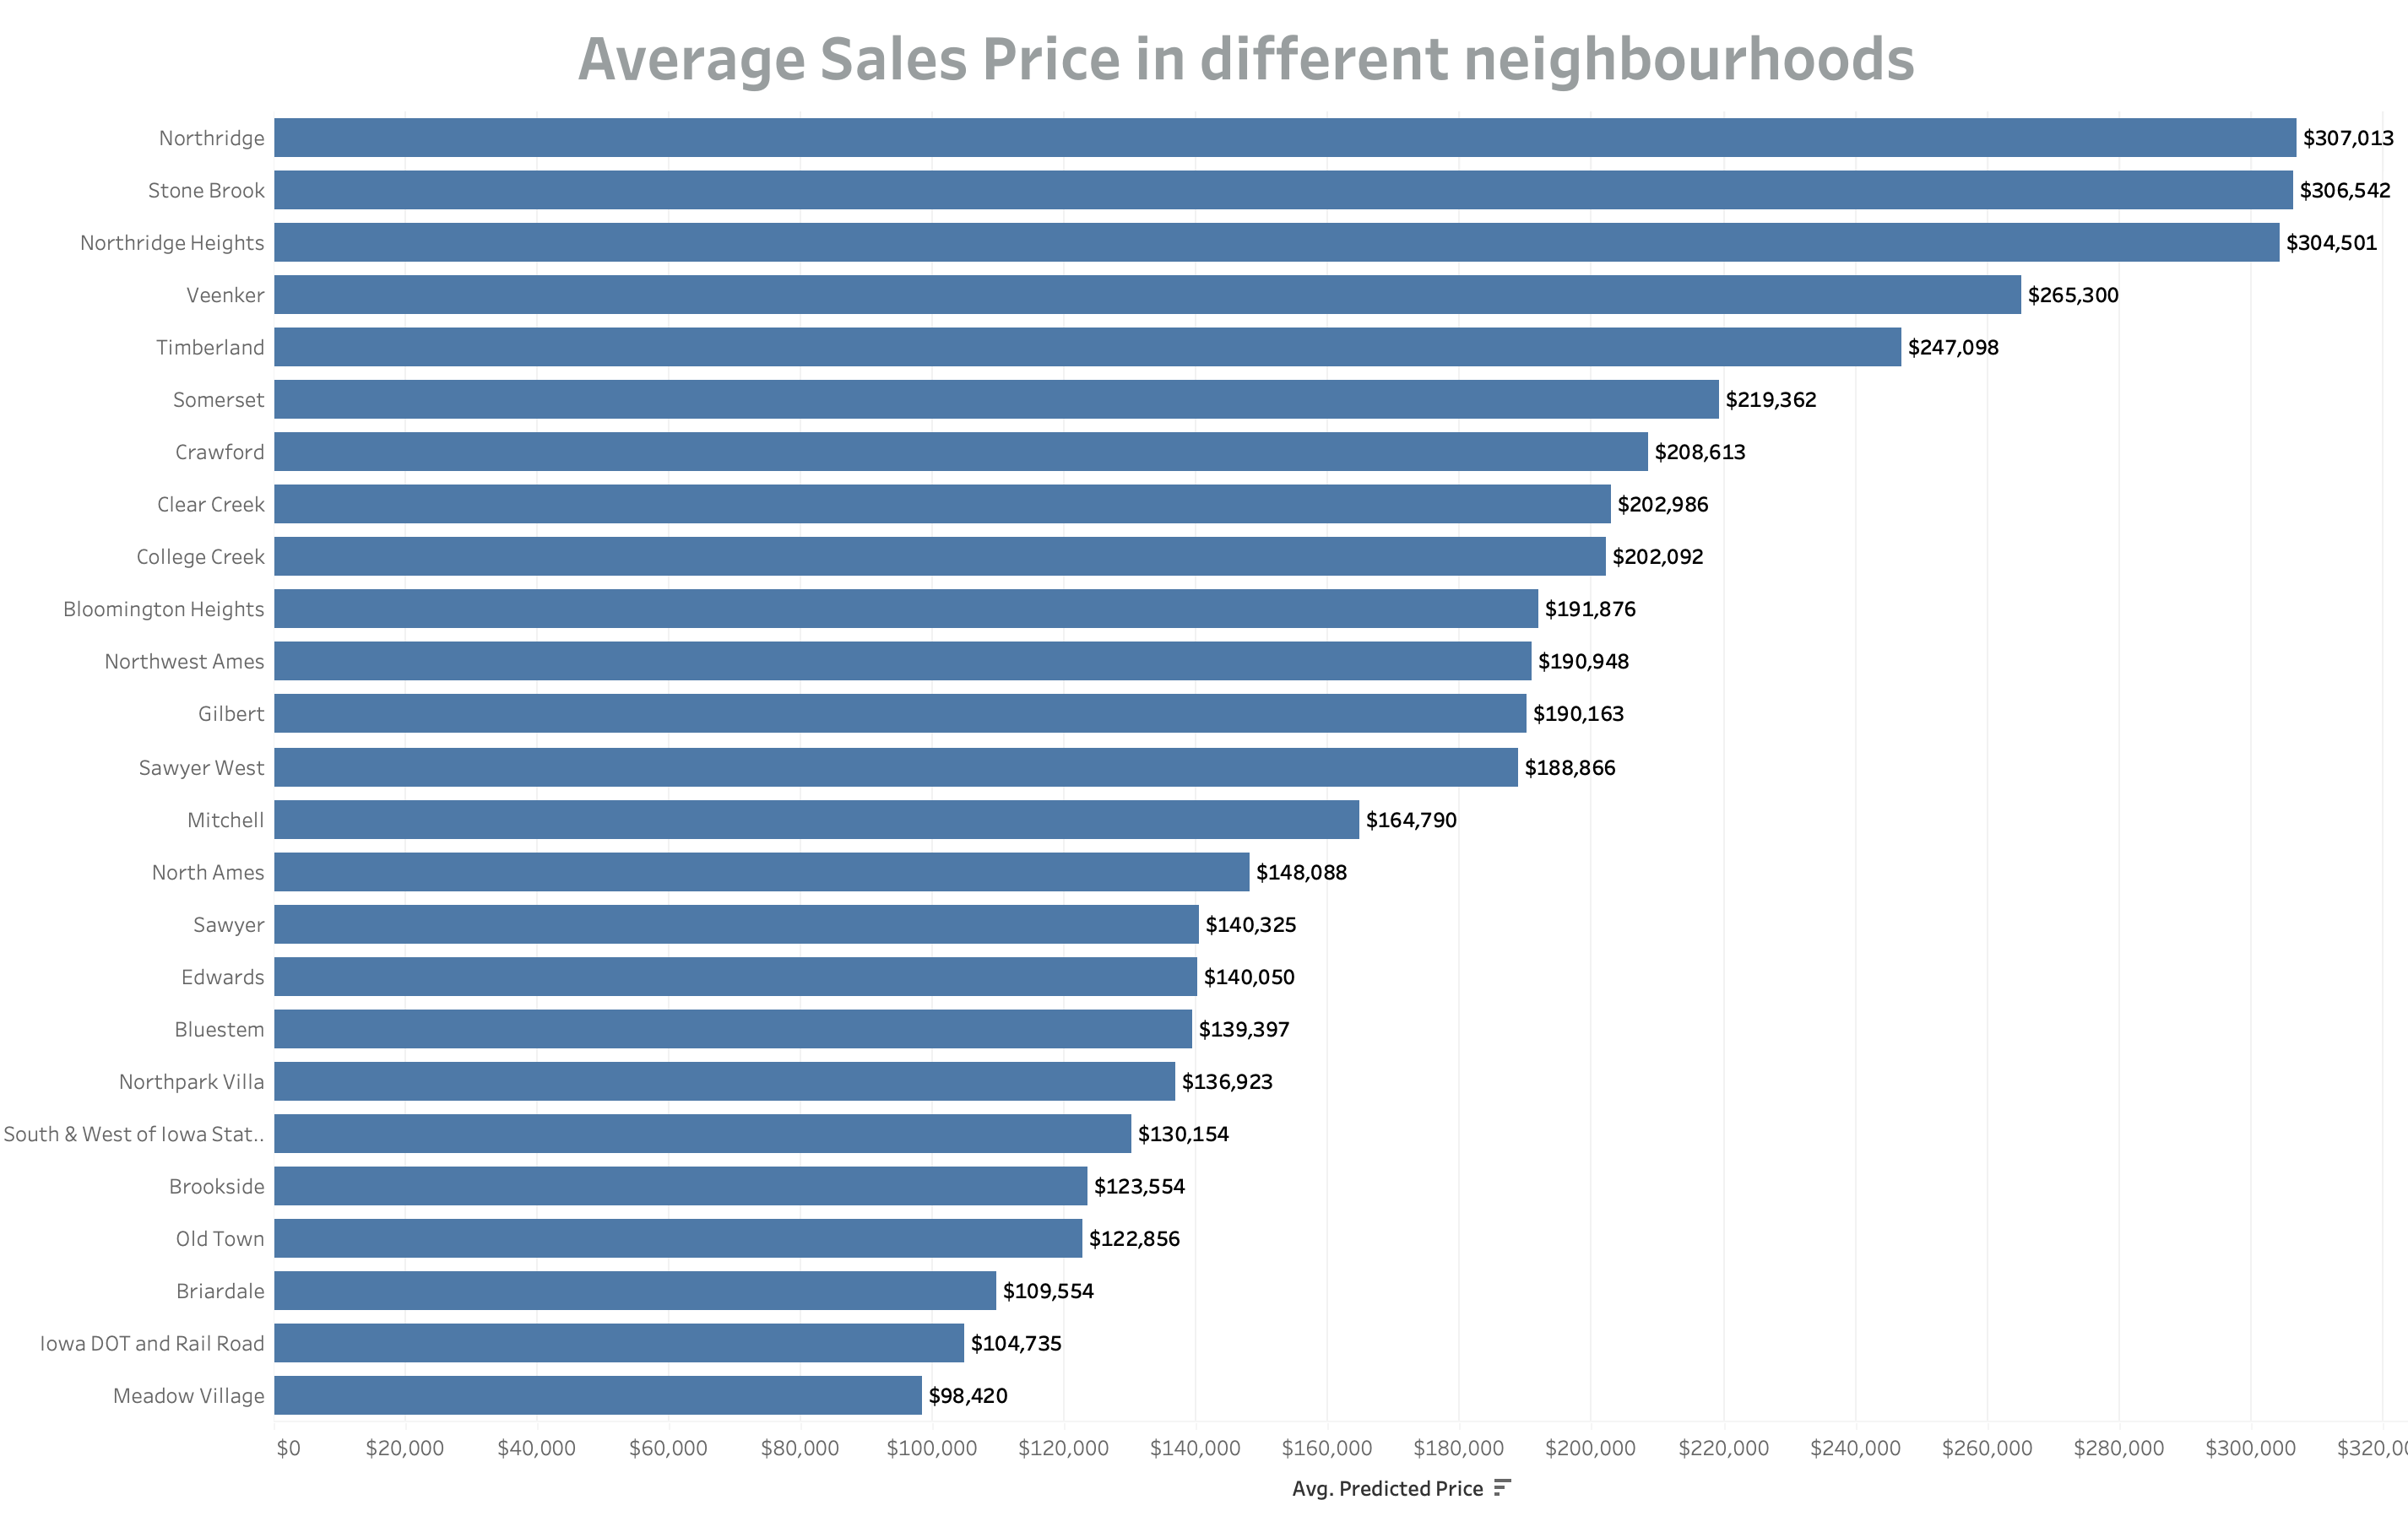 Average Sales Price in different neighbourhoods
Northridge $307,013
Stone Brook $306,542
Northridge Heights $304,501
Veenker $265,300
Timberland $247,098
Somerset $219,362
Crawford $208,613
Clear Creek $202,986
College Creek $202,092
Bloomington Heights $191,876
Northwest Ames $190,948
Gilbert $190,163
Sawyer West $188,866
Mitchell $164,790
North Ames $148,088
Sawyer $140,325
Edwards $140,050
Bluestem $139,397
Northpark Villa $136,923
South & West of Iowa Stat.. $130,154
Brookside $123,554
Old Town $122,856
Briardale $109,554
Iowa DOT and Rail Road $104,735
Meadow Village $98,420
$0 $20,000 $40,000 $60,000 $80,000 $100,000 $120,000 $140,000 $160,000 $180,000 $200,000 $220,000 $240,000 $260,000 $280,000 $300,000
Avg. Predicted Price